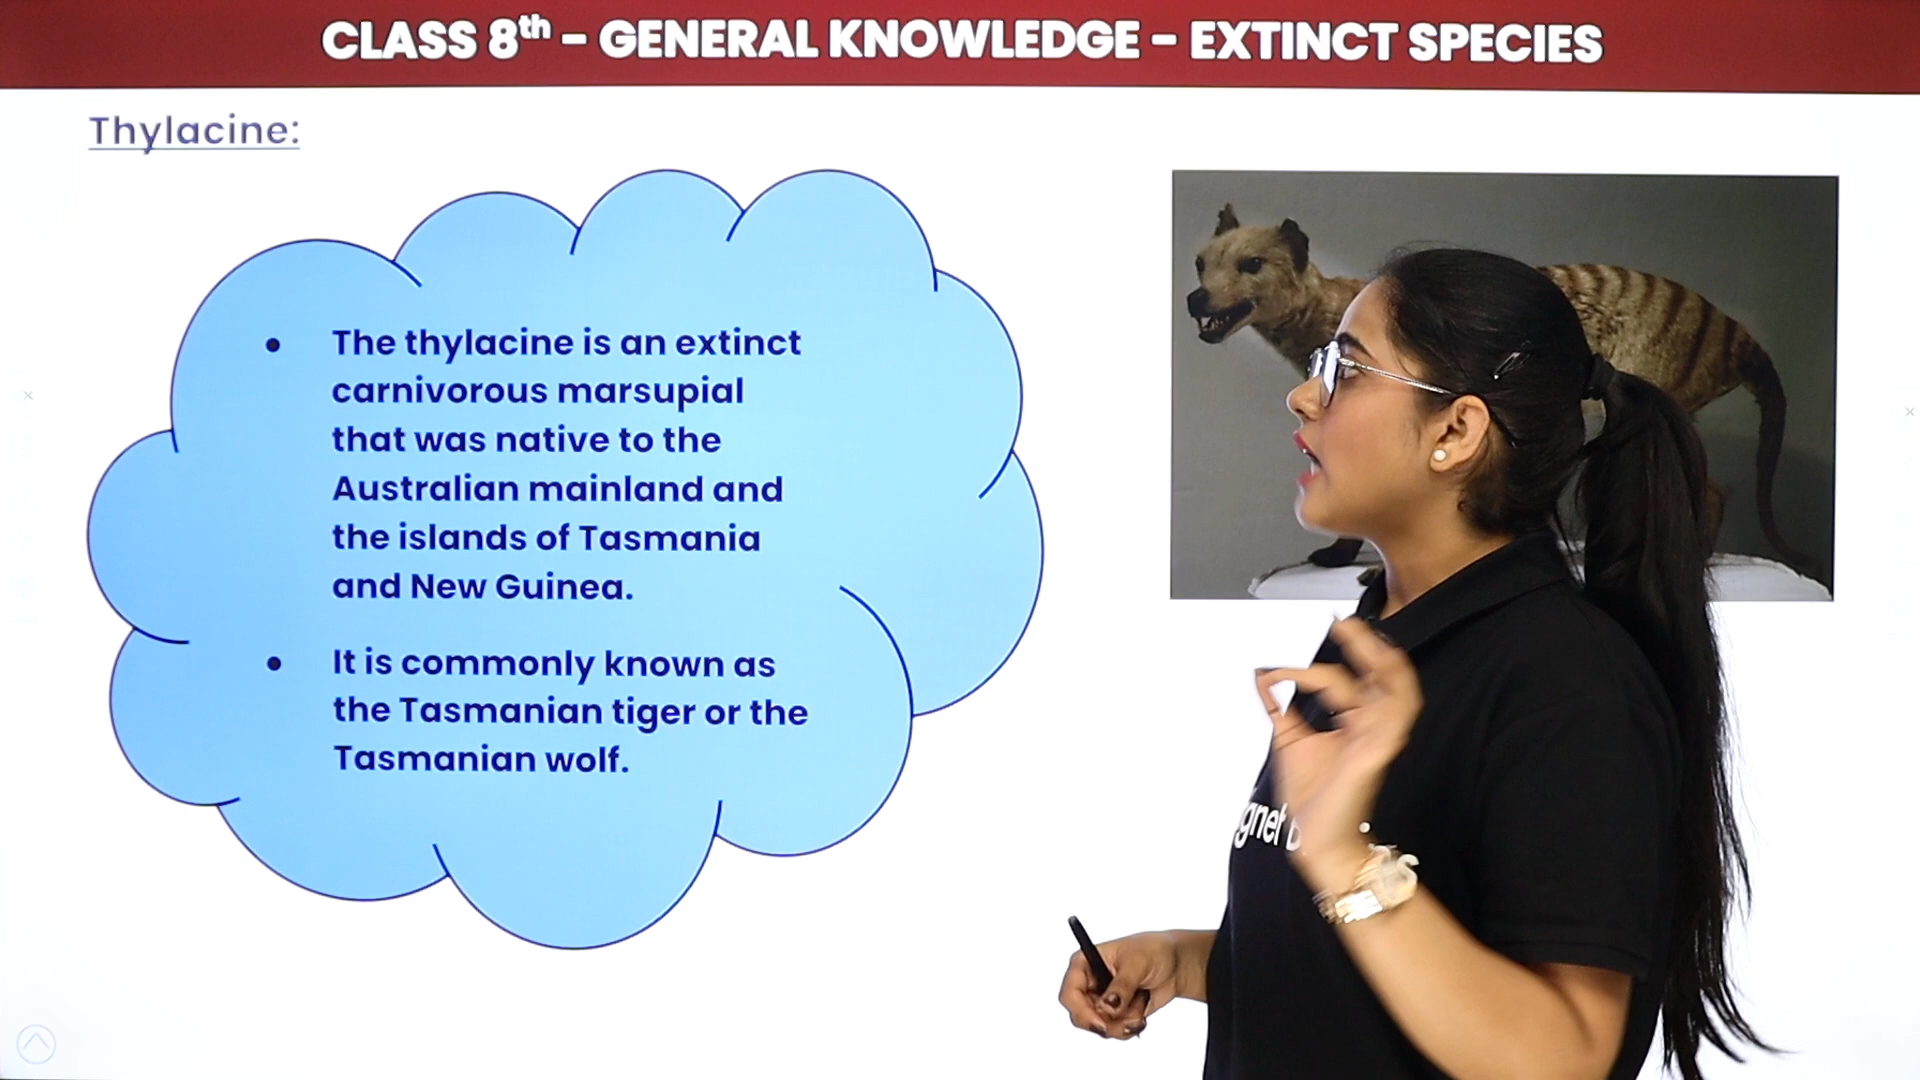 CLASS 8th - GENERAL KNOWLEDGE - EXTINCT SPECIES
Thylacine:
• The thylacine is an extinct
carnivorous marsupial
that was native to the
Australian mainland and
the islands of Tasmania
and New Guinea.
• It is commonly known as
the Tasmanian tiger or the
Tasmanian wolf.